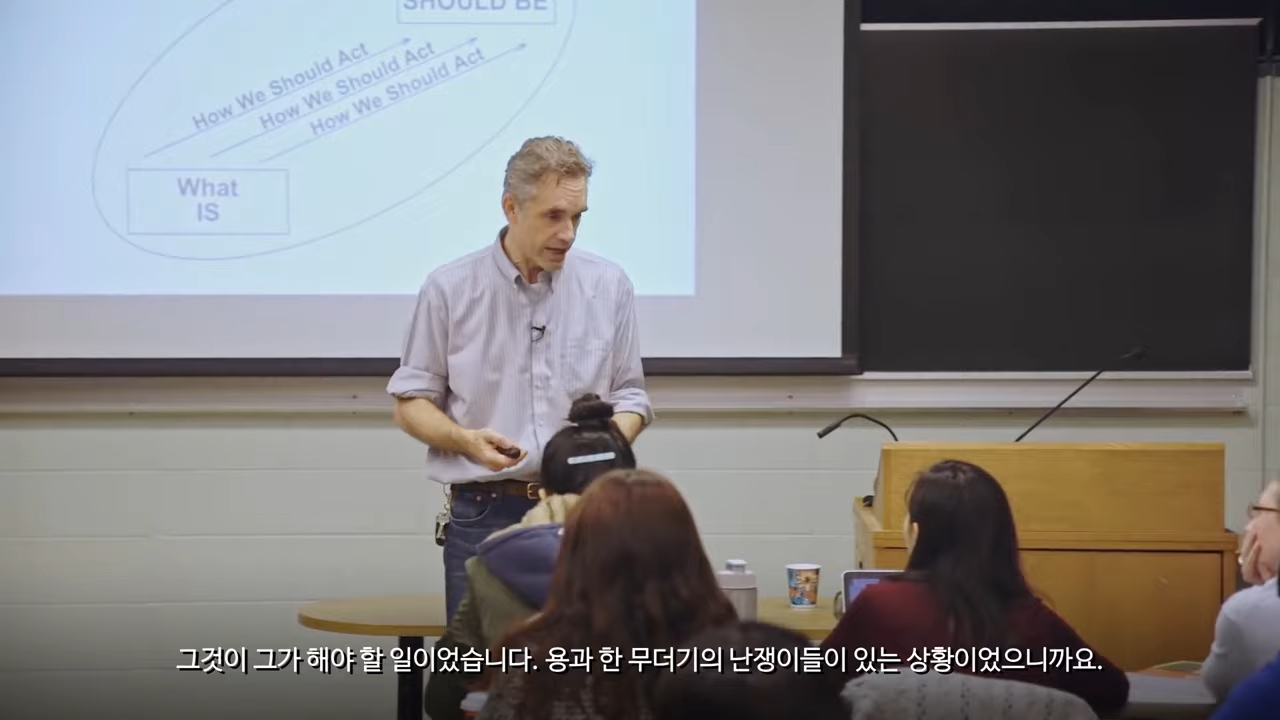 SHOULD BE
How We Should Act
How We Should Act
How We Should Act
What
IS
그것이 그가 해야 할 일이었습니다. 용과 한 무더기의 난쟁이들이 있는 상황이었으니까요.